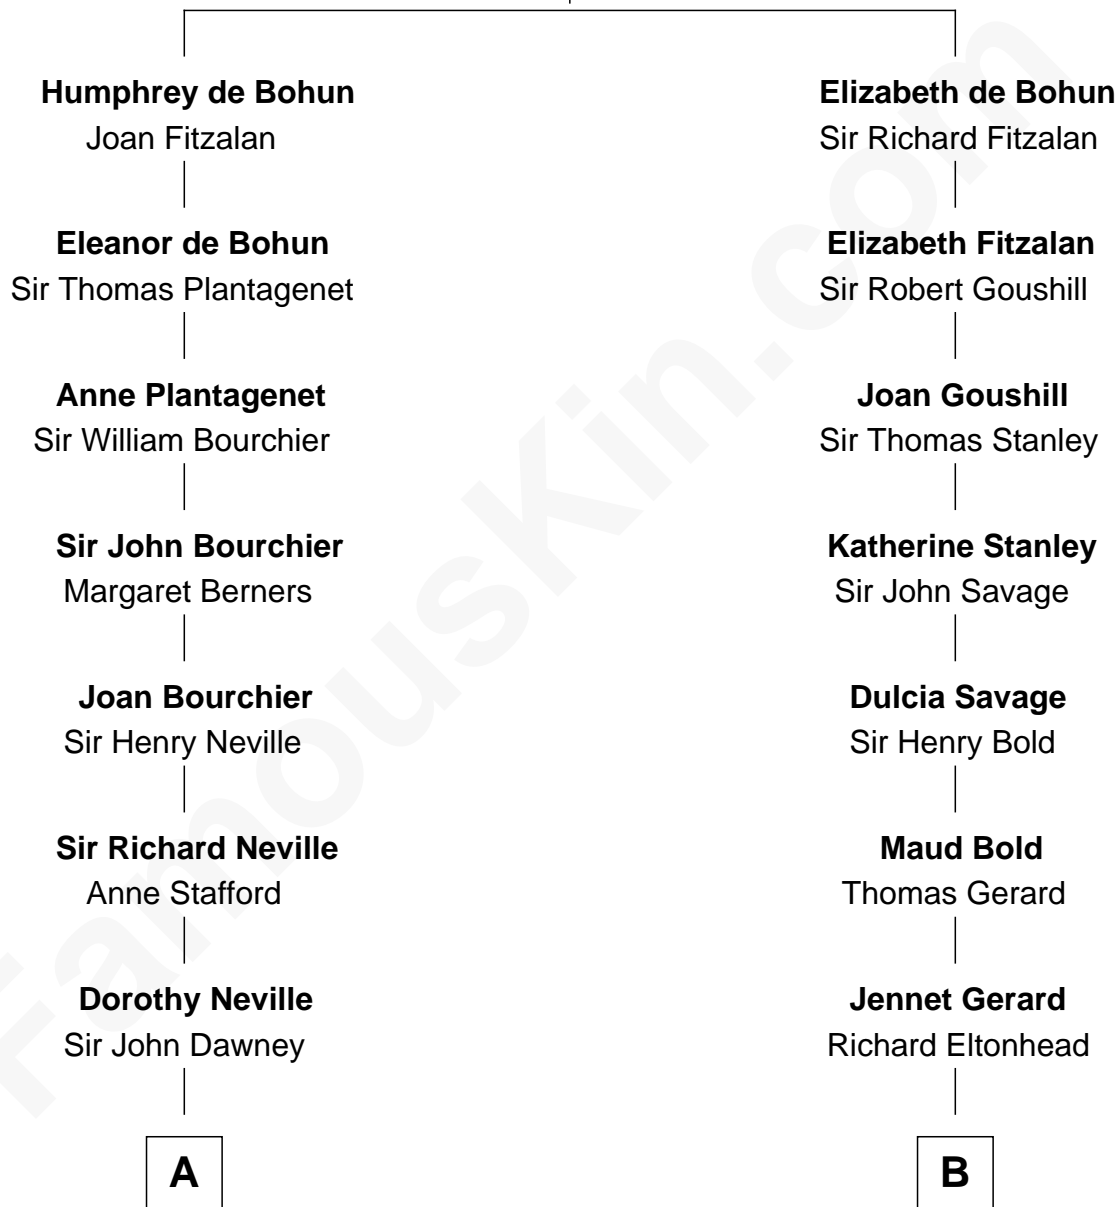 Humphrey de Bohun
Joan Fitzalan
Eleanor de Bohun
Sir Thomas Plantagenet
Anne Plantagenet
Sir William Bourchier
Sir John Bourchier
Margaret Berners
Joan Bourchier
Sir Henry Neville
Sir Richard Neville
Anne Stafford
Dorothy Neville
Sir John Dawney
A
Elizabeth de Bohun
Sir Richard Fitzalan
Elizabeth Fitzalan
Sir Robert Goushill
Joan Goushill
Sir Thomas Stanley
Katherine Stanley
Sir John Savage
Dulcia Savage
Sir Henry Bold
Maud Bold
Thomas Gerard
Jennet Gerard
Richard Eltonhead
B
FamousKin.com